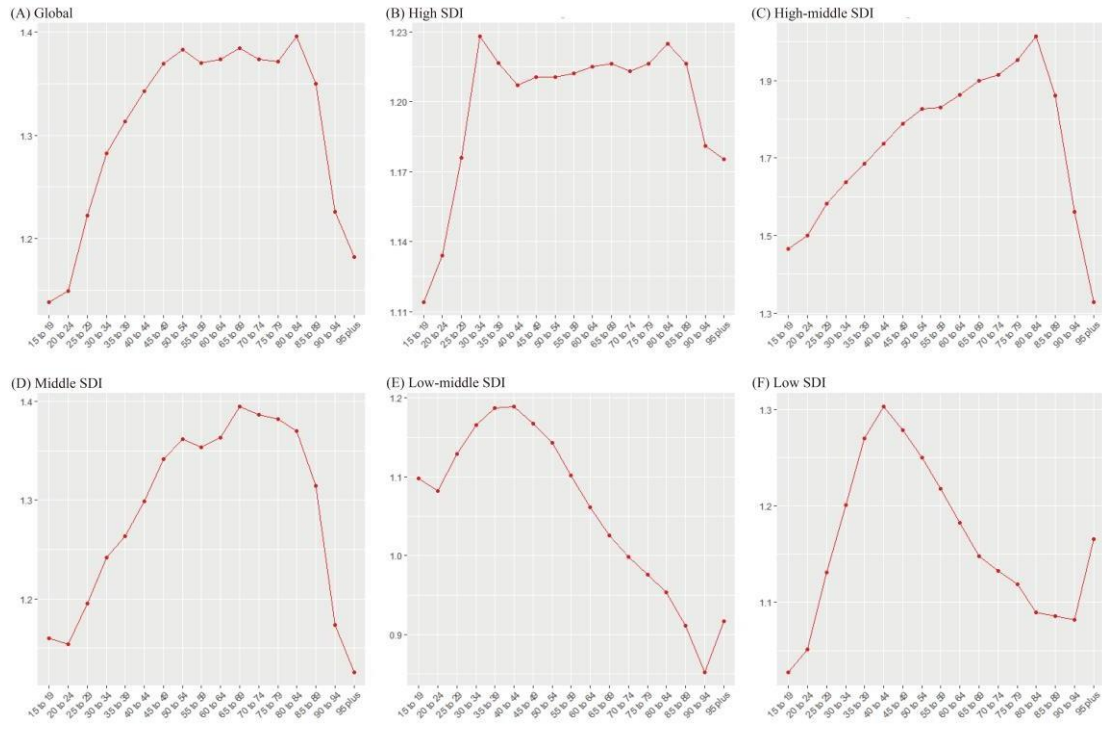 (A) Global
1.4
1.3
1.2
15 to 19
20 to 24
25 to 29
30 to 34
35 to 39
40 to 44
45 to 49
50 to 54
55 to 59
60 to 64
65 to 69
70 to 74
75 to 79
80 to 84
85 to 89
90 to 94
95 plus
(B) High SDI
1.23
1.20
1.17
1.14
1.11
15 to 19
20 to 24
25 to 29
30 to 34
35 to 39
40 to 44
45 to 49
50 to 54
55 to 59
60 to 64
65 to 69
70 to 74
75 to 79
80 to 84
85 to 89
90 to 94
95 plus
(C) High-middle SDI
1.9
1.7
1.5
1.3
15 to 19
20 to 24
25 to 29
30 to 34
35 to 39
40 to 44
45 to 49
50 to 54
55 to 59
60 to 64
65 to 69
70 to 74
75 to 79
80 to 84
85 to 89
90 to 94
95 plus
(D) Middle SDI
1.4
1.3
1.2
15 to 19
20 to 24
25 to 29
30 to 34
35 to 39
40 to 44
45 to 49
50 to 54
55 to 59
60 to 64
65 to 69
70 to 74
75 to 79
80 to 84
85 to 89
90 to 94
95 plus
(E) Low-middle SDI
1.2
1.1
1.0
0.9
15 to 19
20 to 24
25 to 29
30 to 34
35 to 39
40 to 44
45 to 49
50 to 54
55 to 59
60 to 64
65 to 69
70 to 74
75 to 79
80 to 84
85 to 89
90 to 94
95 plus
(F) Low SDI
1.3
1.2
1.1
15 to 19
20 to 24
25 to 29
30 to 34
35 to 39
40 to 44
45 to 49
50 to 54
55 to 59
60 to 64
65 to 69
70 to 74
75 to 79
80 to 84
85 to 89
90 to 94
95 plus